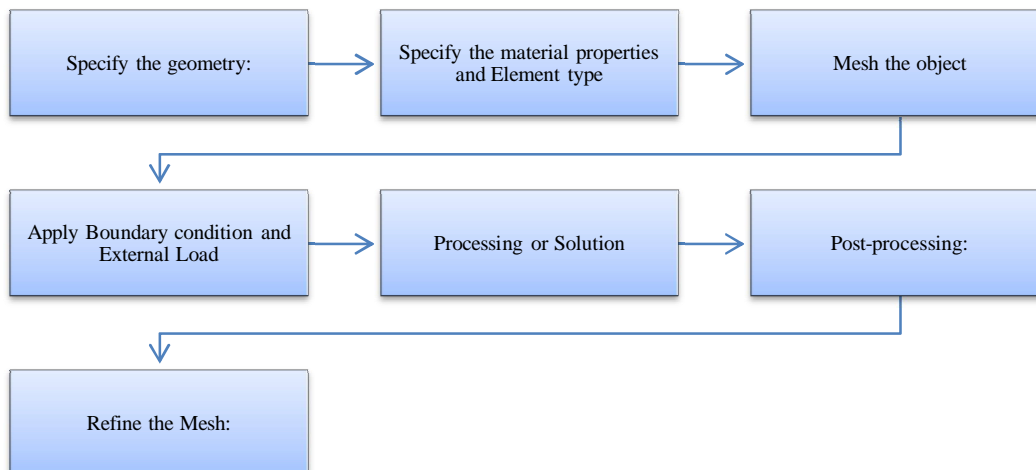 Specify the geometry:
Specify the material properties
and Element type
Mesh the object
Apply Boundary condition and
External Load
Processing or Solution
Post-processing:
Refine the Mesh: